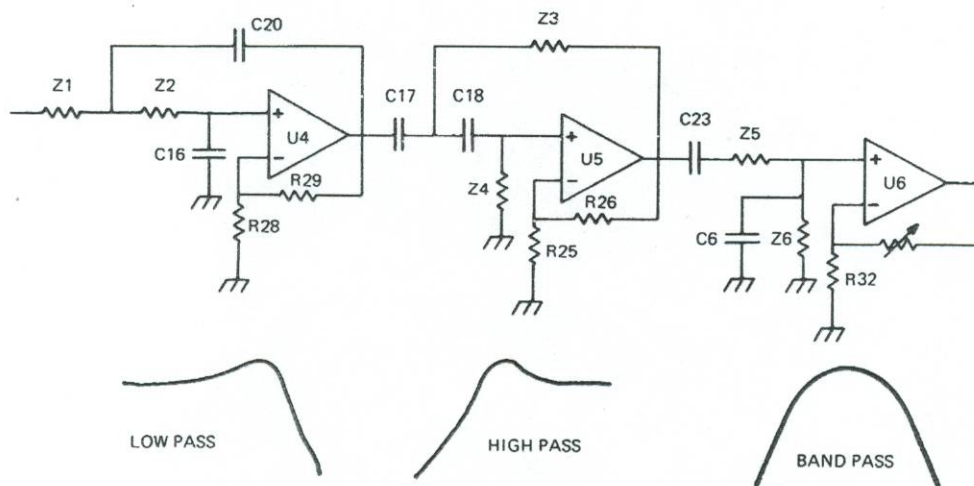 C20
Z3
Z1
Z2
C17
C18
C23
Z5
+
U4
−
+
U5
−
+
U6
−
C16
R29
Z4
R26
R28
R25
C6
Z6
R32
LOW PASS
HIGH PASS
BAND PASS